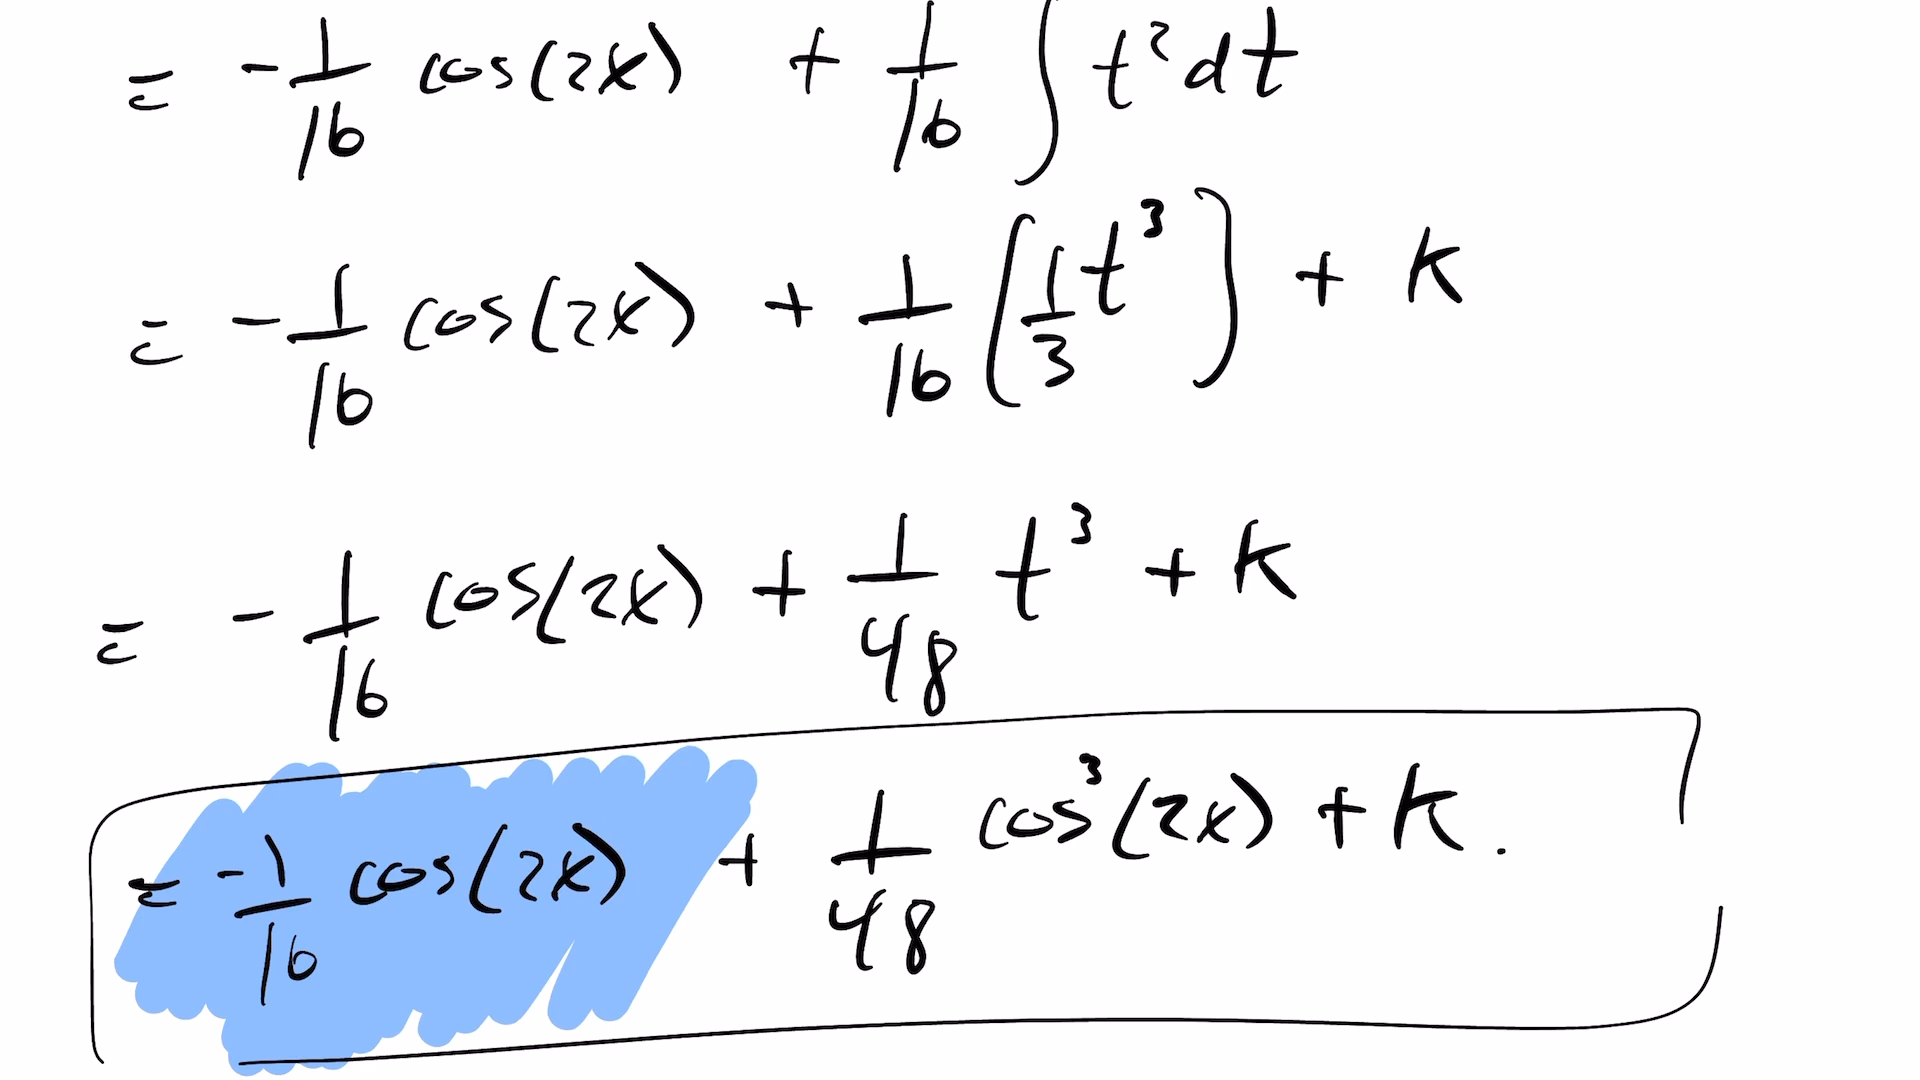 = -1/16 cos(2x) + 1/16 ∫ t² dt
= -1/16 cos(2x) + 1/16 (1/3 t³) + K
= -1/16 cos(2x) + 1/48 t³ + K
= -1/16 cos(2x) + 1/48 cos³(2x) + K.